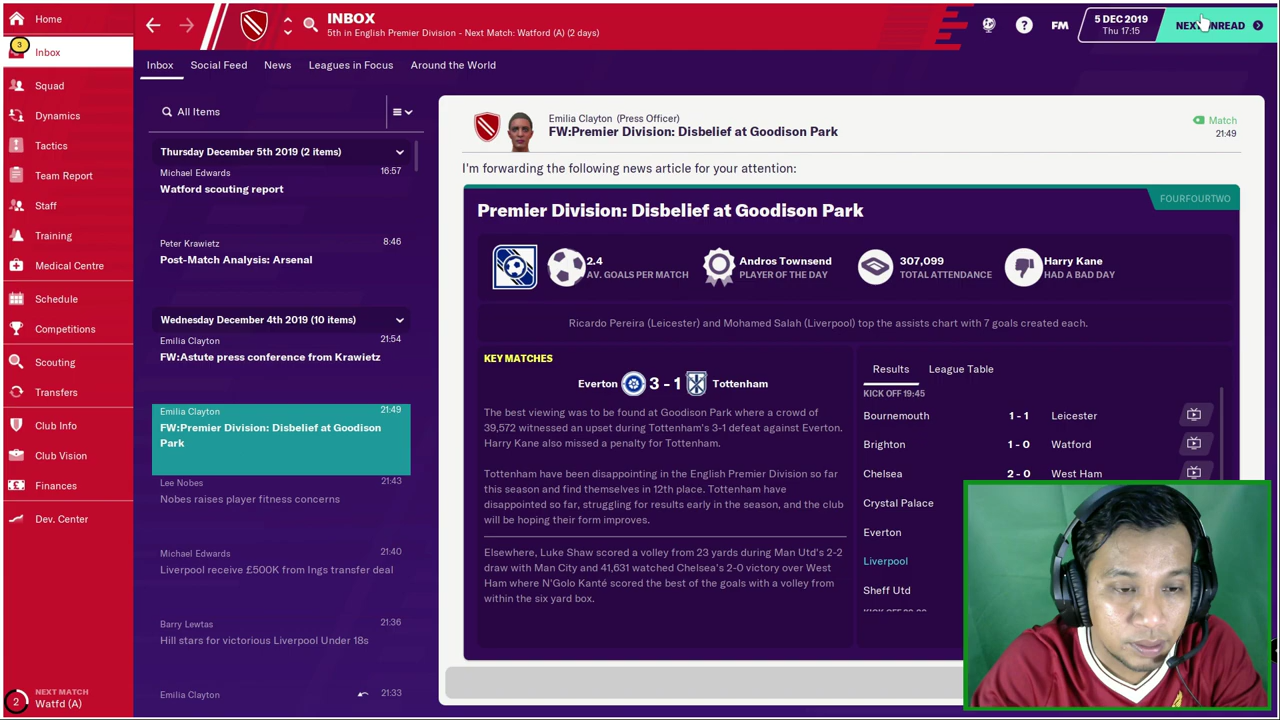 Home
3
Inbox
Squad
Dynamics
Tactics
Team Report
Staff
Training
Medical Centre
Schedule
Competitions
Scouting
Transfers
Club Info
Club Vision
Finances
Dev. Center
2
NEXT MATCH
Watfd (A)
INBOX
5th in English Premier Division - Next Match: Watford (A) (2 days)
?
FM
5 DEC 2019
Thu 17:15
NEXT UNREAD
Inbox
Social Feed
News
Leagues in Focus
Around the World
All Items
Thursday December 5th 2019 (2 items)
Michael Edwards
16:57
Watford scouting report
Peter Krawietz
8:46
Post-Match Analysis: Arsenal
Wednesday December 4th 2019 (10 items)
Emilia Clayton
21:54
FW:Astute press conference from Krawietz
Emilia Clayton
21:49
FW:Premier Division: Disbelief at Goodison
Park
Lee Nobes
21:43
Nobes raises player fitness concerns
Michael Edwards
21:40
Liverpool receive £500K from Ings transfer deal
Barry Lewtas
21:36
Hill stars for victorious Liverpool Under 18s
Emilia Clayton
21:33
Emilia Clayton (Press Officer)
FW:Premier Division: Disbelief at Goodison Park
Match
21:49
I'm forwarding the following news article for your attention:
FOURFOURTWO
Premier Division: Disbelief at Goodison Park
2.4
AV. GOALS PER MATCH
Andros Townsend
PLAYER OF THE DAY
307,099
TOTAL ATTENDANCE
Harry Kane
HAD A BAD DAY
Ricardo Pereira (Leicester) and Mohamed Salah (Liverpool) top the assists chart with 7 goals created each.
KEY MATCHES
Everton 3 - 1 Tottenham
The best viewing was to be found at Goodison Park where a crowd of
39,572 witnessed an upset during Tottenham's 3-1 defeat against Everton.
Harry Kane also missed a penalty for Tottenham.
Tottenham have been disappointing in the English Premier Division so far
this season and find themselves in 12th place. Tottenham have
disappointed so far, struggling for results early in the season, and the club
will be hoping their form improves.
Elsewhere, Luke Shaw scored a volley from 23 yards during Man Utd's 2-2
draw with Man City and 41,631 watched Chelsea's 2-0 victory over West
Ham where N'Golo Kanté scored the best of the goals with a volley from
within the six yard box.
Results
League Table
KICK OFF 19:45
Bournemouth 1 - 1 Leicester
Brighton 1 - 0 Watford
Chelsea 2 - 0 West Ham
Crystal Palace
Everton
Liverpool
Sheff Utd